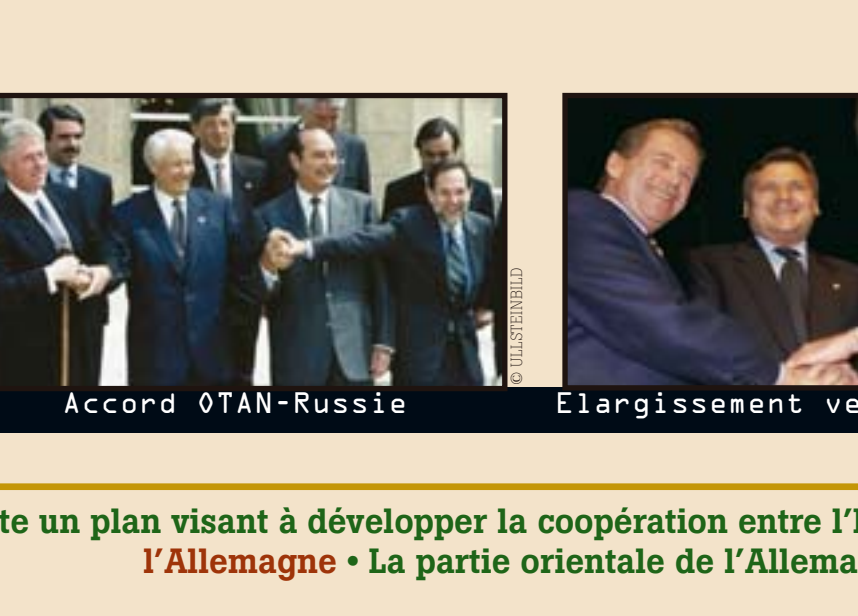 © ULLSTEINBILD
Accord OTAN-Russie
Elargissement ve
te un plan visant à développer la coopération entre l'
l'Allemagne • La partie orientale de l'Allema